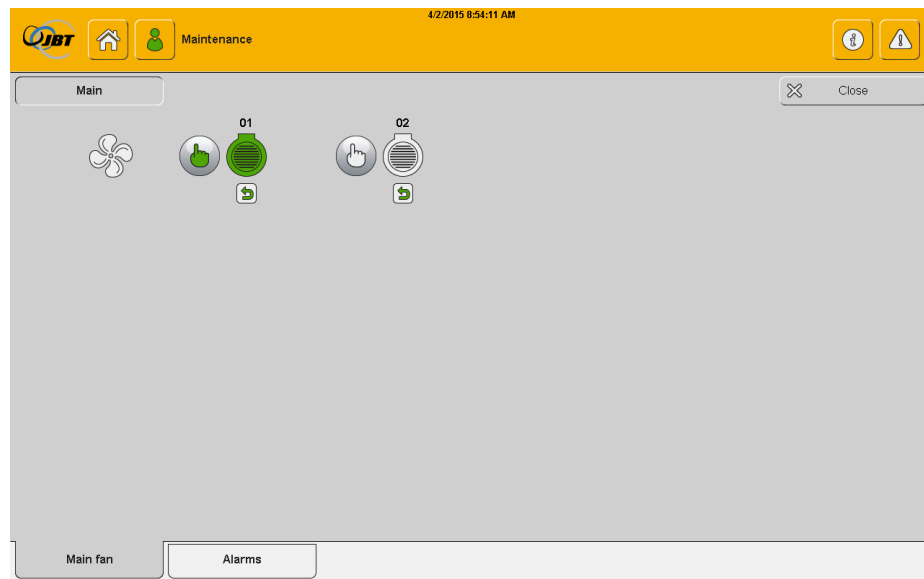 4/2/2015 8:54:11 AM
JBT
Maintenance
Main
Close
01
02
Main fan
Alarms